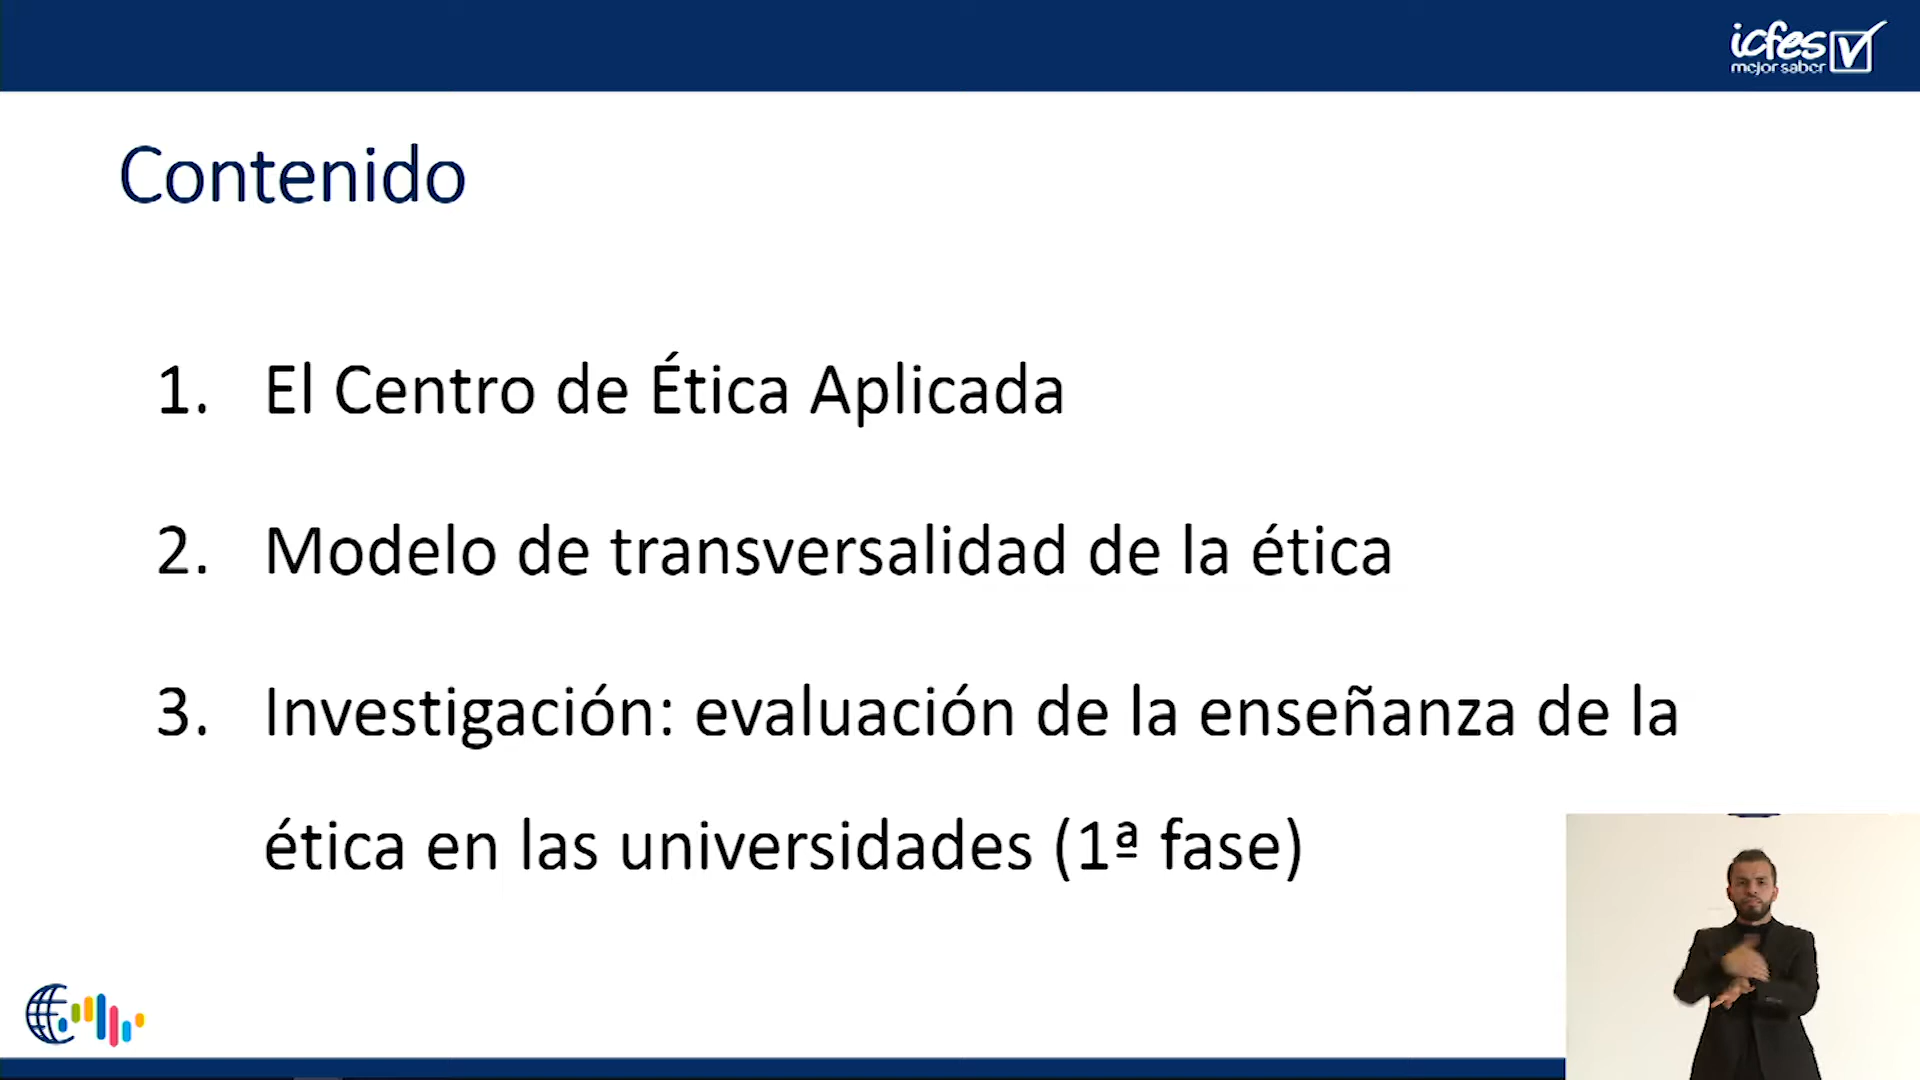 icfes
mejor saber
Contenido
1. El Centro de Ética Aplicada
2. Modelo de transversalidad de la ética
3. Investigación: evaluación de la enseñanza de la
ética en las universidades (1ª fase)